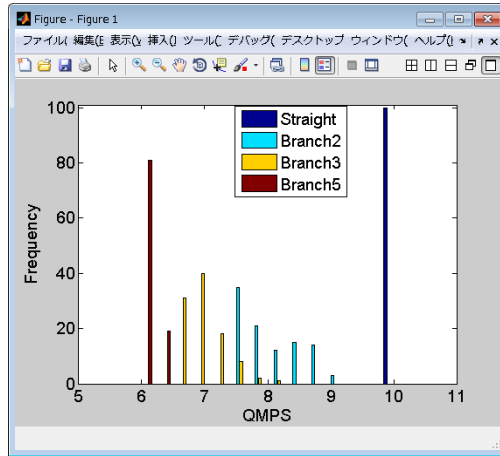 Figure - Figure 1
ファイル( 編集(E 表示(V 挿入(I ツール( デバッグ( デスクトップ ウィンドウ( ヘルプ(
100
80
60
40
20
0
Frequency
Straight
Branch2
Branch3
Branch5
5 6 7 8 9 10 11
QMPS